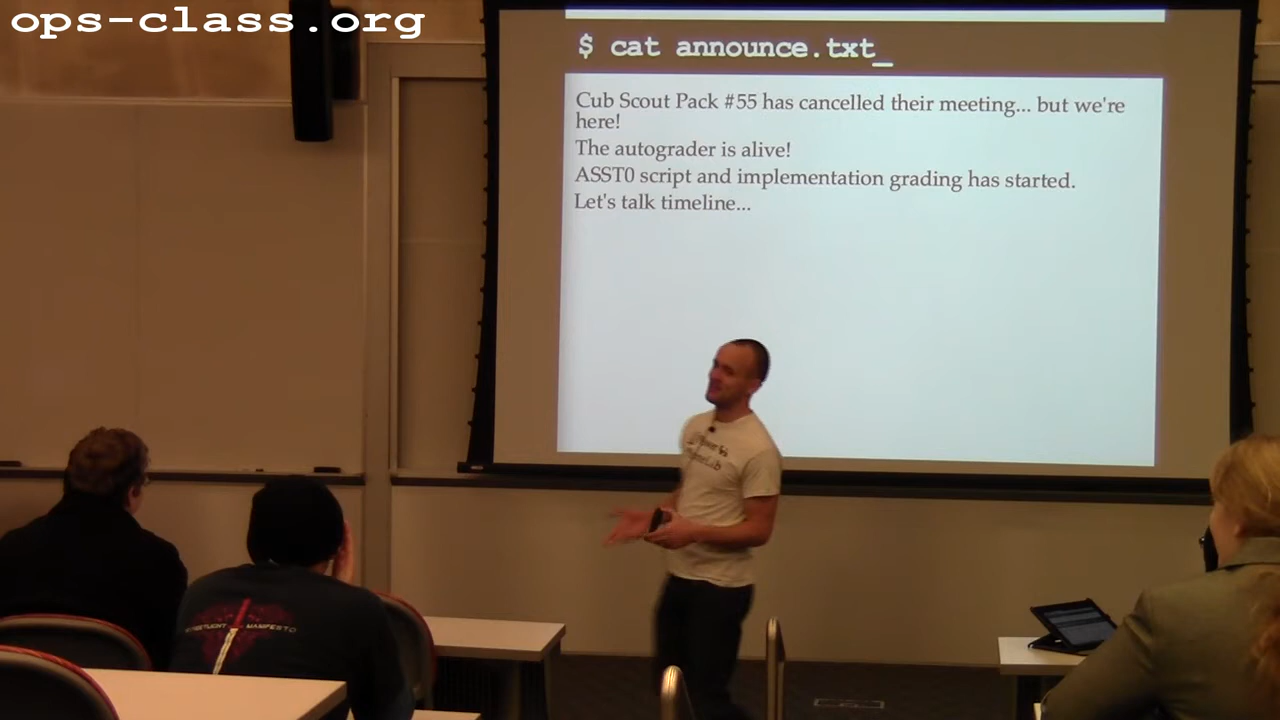 ops-class.org
$ cat announce.txt_
Cub Scout Pack #55 has cancelled their meeting... but we're
here!
The autograder is alive!
ASST0 script and implementation grading has started.
Let's talk timeline...
MANIFESTO